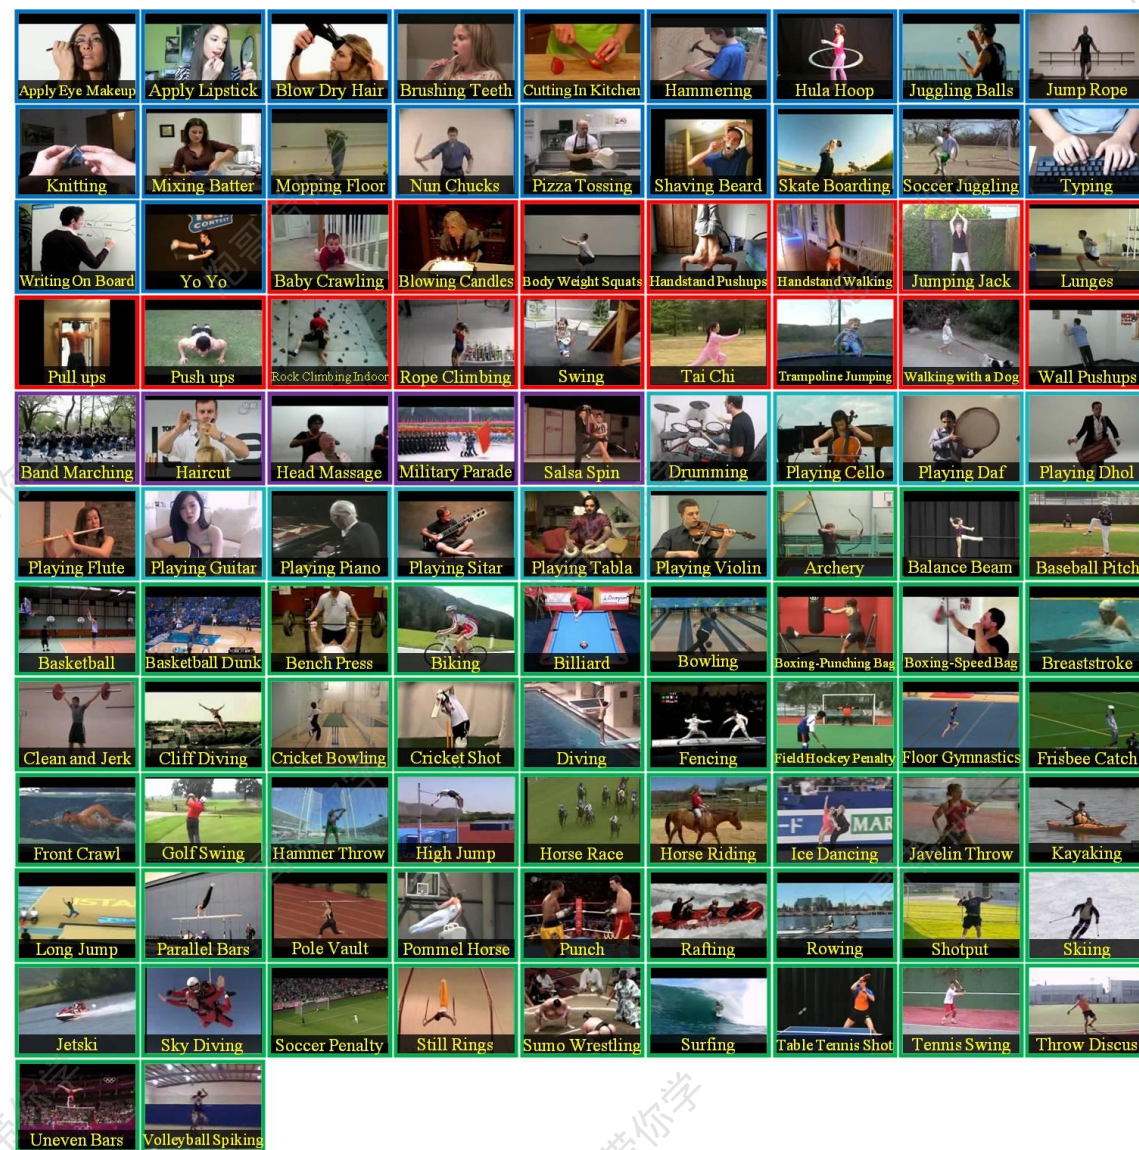 Apply Eye Makeup Apply Lipstick Blow Dry Hair Brushing Teeth Cutting In Kitchen Hammering Hula Hoop Juggling Balls Jump Rope
Knitting Mixing Batter Mopping Floor Nun Chucks Pizza Tossing Shaving Beard Skate Boarding Soccer Juggling Typing
CONTEST
Writing On Board Yo Yo Baby Crawling Blowing Candles Body Weight Squats Handstand Pushups Handstand Walking Jumping Jack Lunges
Pull ups Push ups Rock Climbing Indoor Rope Climbing Swing Tai Chi Trampoline Jumping Walking with a Dog Wall Pushups
Band Marching Haircut Head Massage Military Parade Salsa Spin Drumming Playing Cello Playing Daf Playing Dhol
Playing Flute Playing Guitar Playing Piano Playing Sitar Playing Tabla Playing Violin Archery Balance Beam Baseball Pitch
Basketball Basketball Dunk Bench Press Biking Billiard Bowling Boxing-Punching Bag Boxing-Speed Bag Breaststroke
Clean and Jerk Cliff Diving Cricket Bowling Cricket Shot Diving Fencing Field Hockey Penalty Floor Gymnastics Frisbee Catch
MAR
Front Crawl Golf Swing Hammer Throw High Jump Horse Race Horse Riding Ice Dancing Javelin Throw Kayaking
Long Jump Parallel Bars Pole Vault Pommel Horse Punch Rafting Rowing Shotput Skiing
Jetski Sky Diving Soccer Penalty Still Rings Sumo Wrestling Surfing Table Tennis Shot Tennis Swing Throw Discus
Uneven Bars Volleyball Spiking
带你学